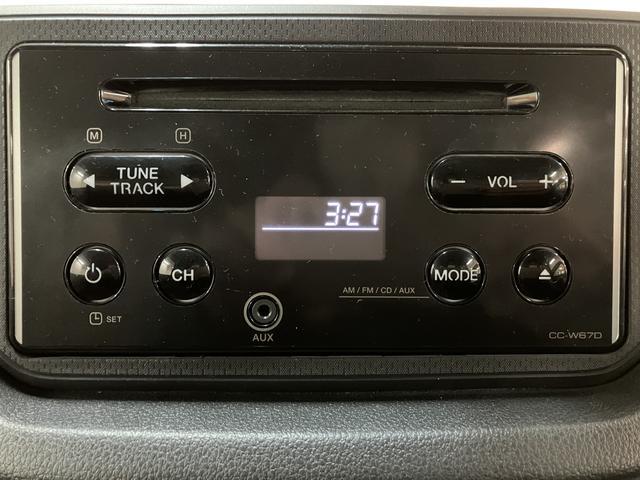 M H
TUNE
TRACK
- VOL +
3:27
CH
MODE
AM / FM / CD / AUX
SET
AUX
CC-W67D